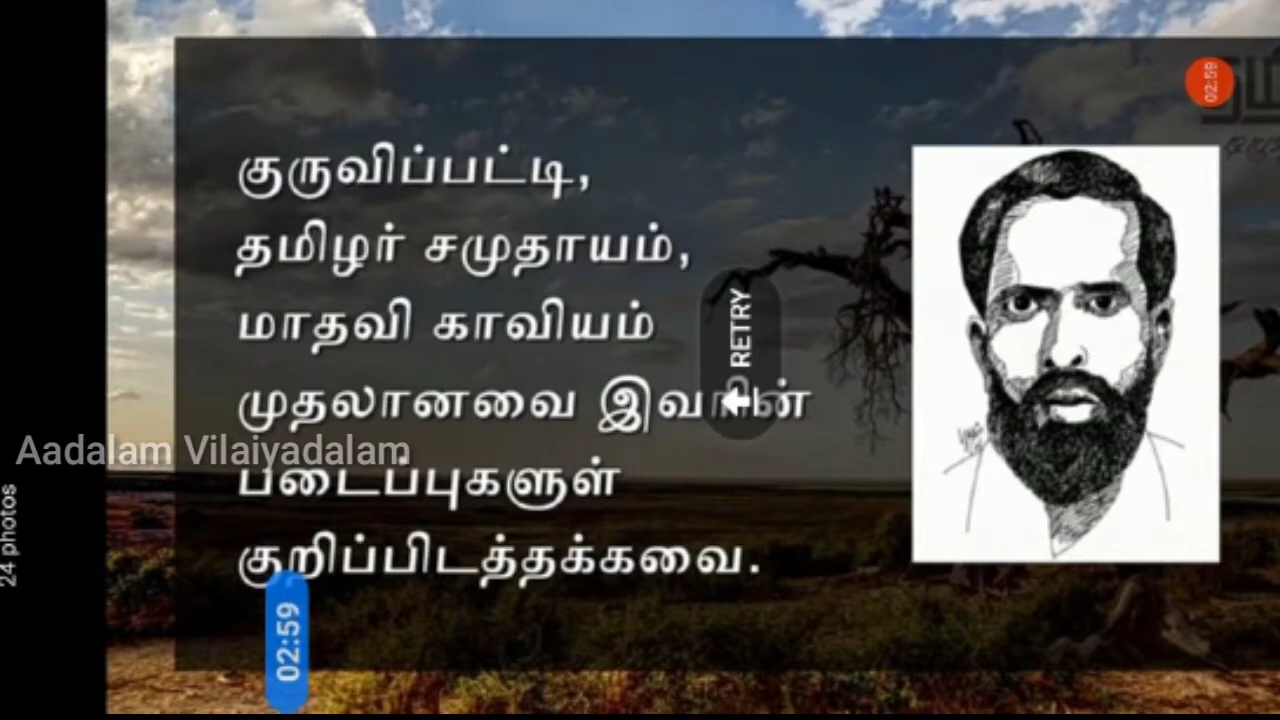 குருவிப்பட்டி,
தமிழர் சமுதாயம்,
மாதவி காவியம்
முதலானவை இவரின்
படைப்புகளுள்
குறிப்பிடத்தக்கவை.
Aadalam Vilaiyadalam
24 photos
RETRY
02:59
02:59